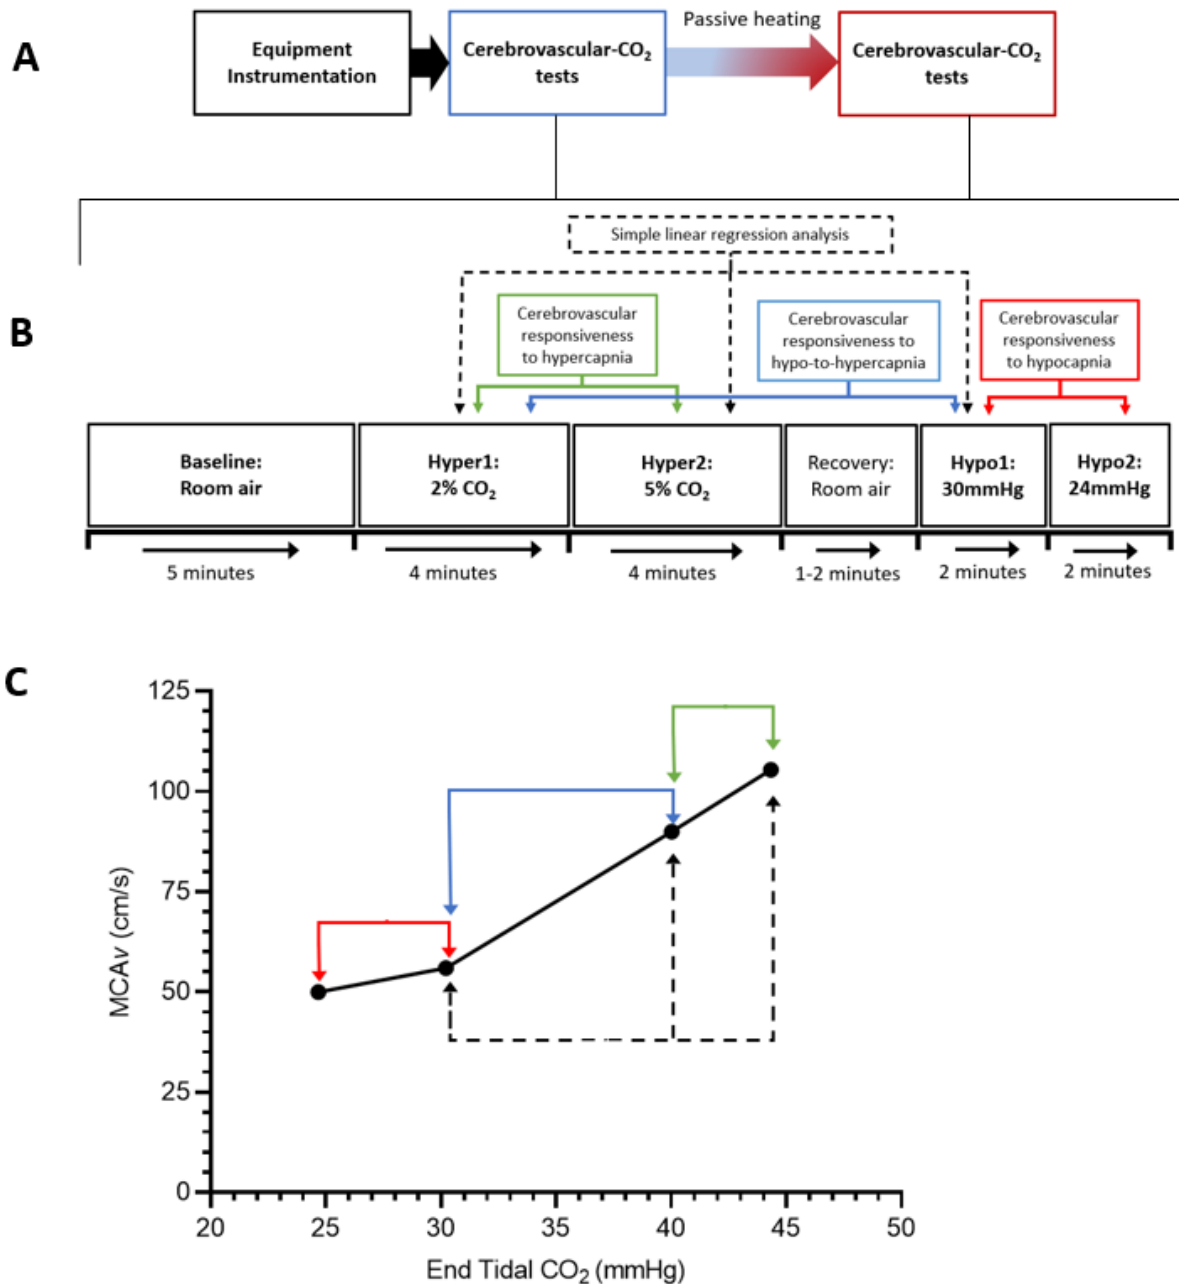 A
Equipment
Instrumentation
Cerebrovascular-CO₂
tests
Passive heating
Cerebrovascular-CO₂
tests
Simple linear regression analysis
B
Cerebrovascular
responsiveness
to hypercapnia
Cerebrovascular
responsiveness to
hypo-to-hypercapnia
Cerebrovascular
responsiveness
to hypocapnia
Baseline:
Room air
Hyper1:
2% CO₂
Hyper2:
5% CO₂
Recovery:
Room air
Hypo1:
30mmHg
Hypo2:
24mmHg
5 minutes
4 minutes
4 minutes
1-2 minutes
2 minutes
2 minutes
C
125
100
75
50
25
0
MCAv (cm/s)
20
25
30
35
40
45
50
End Tidal CO₂ (mmHg)